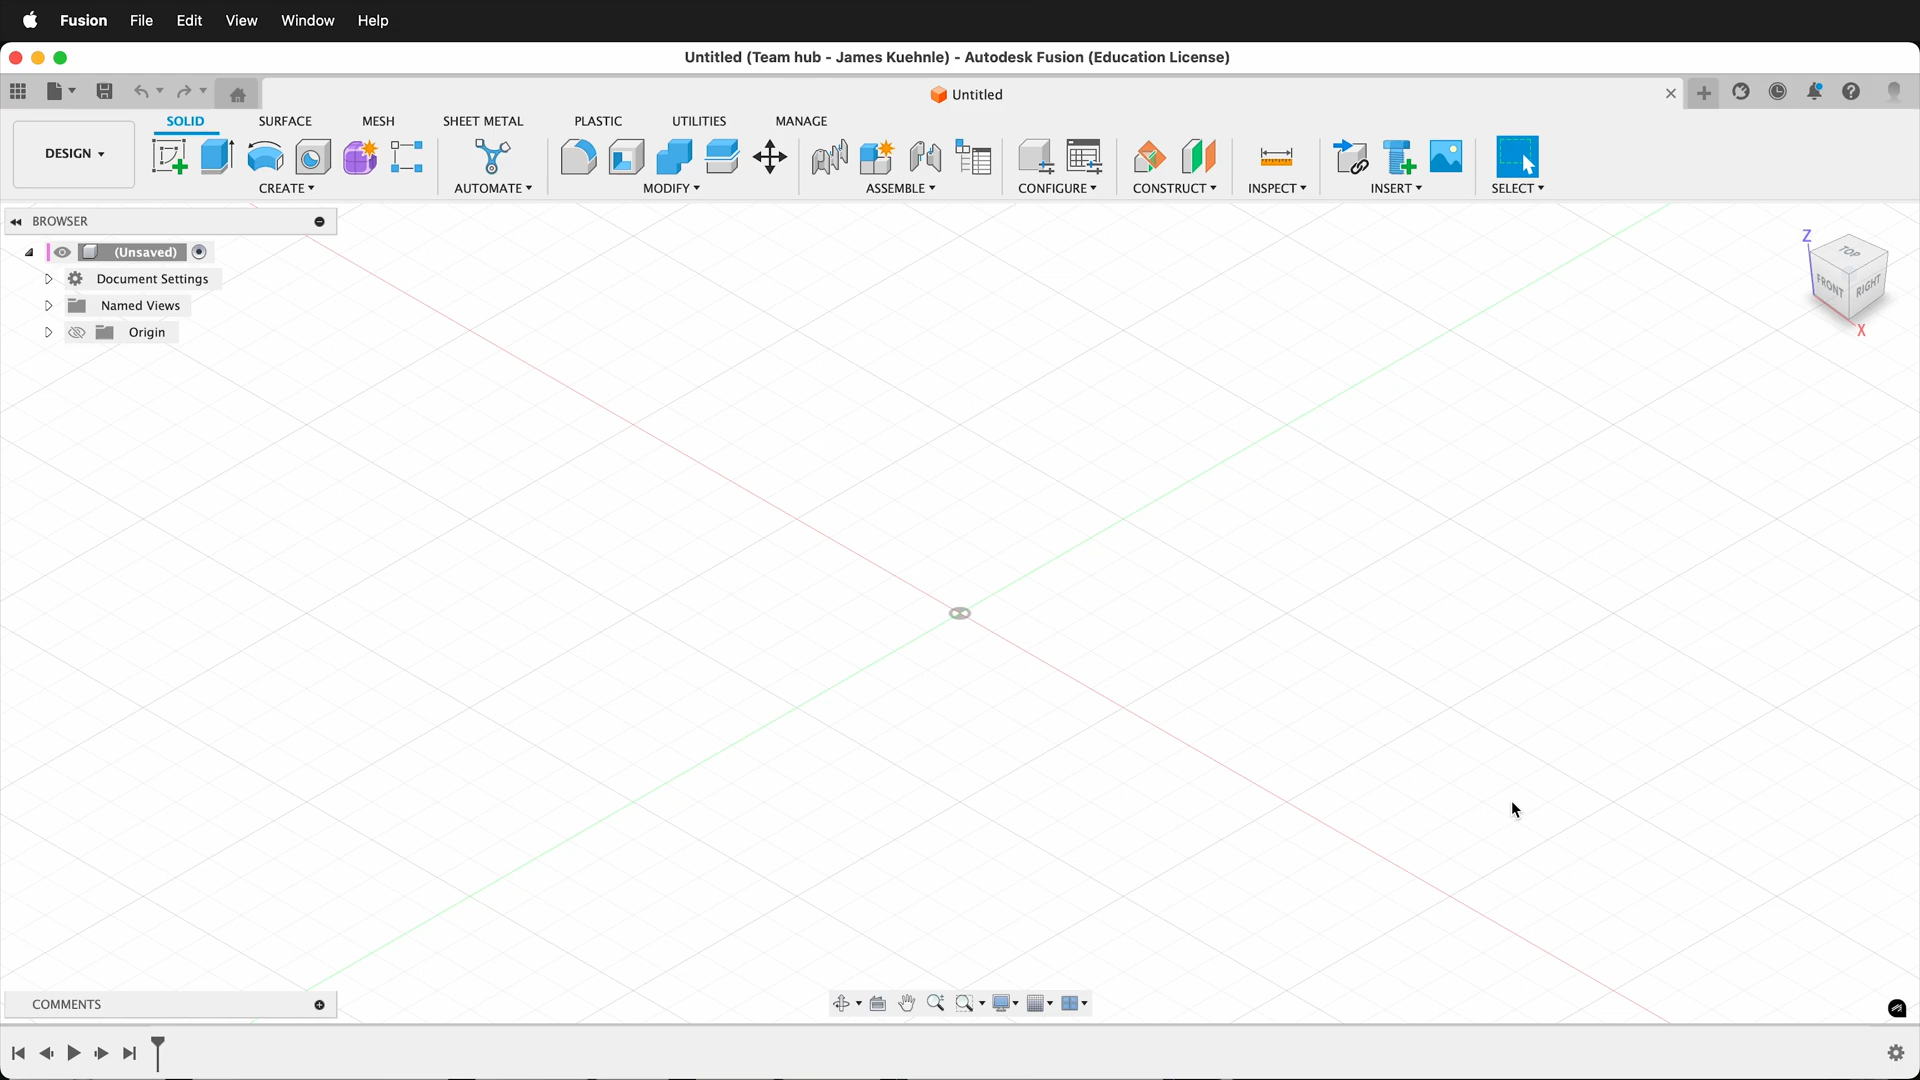 Fusion File Edit View Window Help
Untitled (Team hub - James Kuehnle) - Autodesk Fusion (Education License)
Untitled
SOLID SURFACE MESH SHEET METAL PLASTIC UTILITIES MANAGE
DESIGN
CREATE AUTOMATE MODIFY ASSEMBLE CONFIGURE CONSTRUCT INSPECT INSERT SELECT
BROWSER
(Unsaved)
Document Settings
Named Views
Origin
Z
TOP
FRONT RIGHT
X
COMMENTS